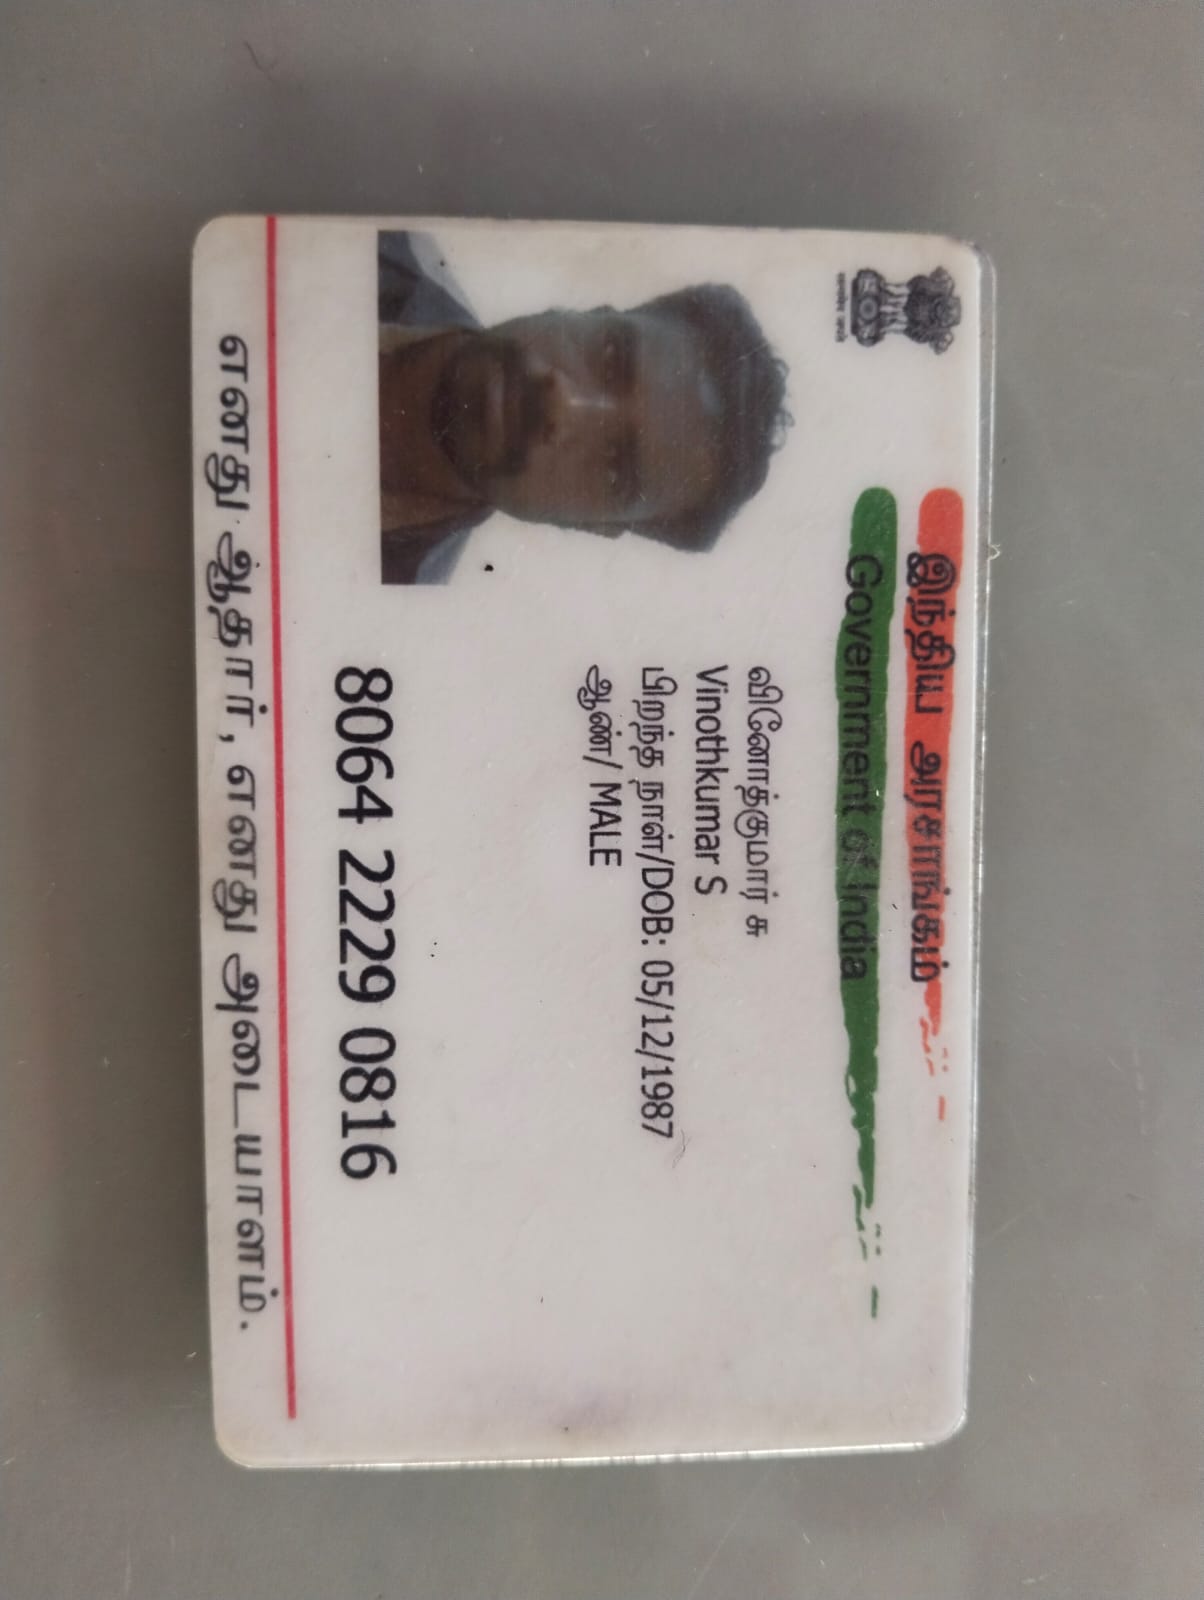 இந்திய அரசாங்கம்
Government of India
வினோத்குமார் சு
Vinothkumar S
பிறந்த நாள்/DOB: 05/12/1987
ஆண்/ MALE
8064 2229 0816
எனது ஆதார், எனது அடையாளம்.